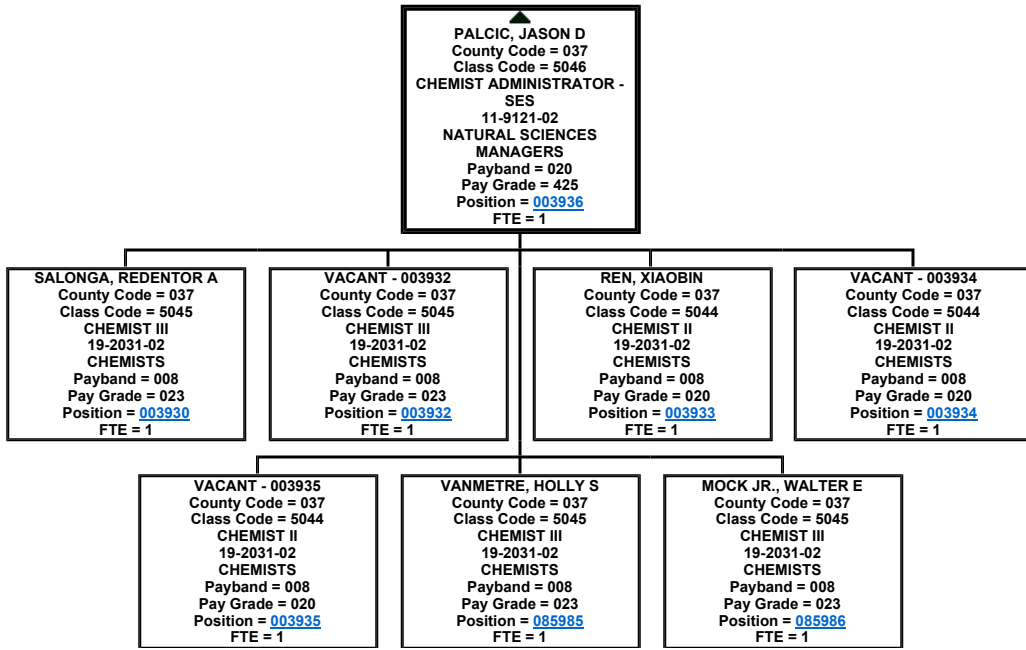 PALCIC, JASON D
County Code = 037
Class Code = 5046
CHEMIST ADMINISTRATOR -
SES
11-9121-02
NATURAL SCIENCES
MANAGERS
Payband = 020
Pay Grade = 425
Position = 003936
FTE = 1
SALONGA, REDENTOR A
County Code = 037
Class Code = 5045
CHEMIST III
19-2031-02
CHEMISTS
Payband = 008
Pay Grade = 023
Position = 003930
FTE = 1
VACANT - 003932
County Code = 037
Class Code = 5045
CHEMIST III
19-2031-02
CHEMISTS
Payband = 008
Pay Grade = 023
Position = 003932
FTE = 1
REN, XIAOBIN
County Code = 037
Class Code = 5044
CHEMIST II
19-2031-02
CHEMISTS
Payband = 008
Pay Grade = 020
Position = 003933
FTE = 1
VACANT - 003934
County Code = 037
Class Code = 5044
CHEMIST II
19-2031-02
CHEMISTS
Payband = 008
Pay Grade = 020
Position = 003934
FTE = 1
VACANT - 003935
County Code = 037
Class Code = 5044
CHEMIST II
19-2031-02
CHEMISTS
Payband = 008
Pay Grade = 020
Position = 003935
FTE = 1
VANMETRE, HOLLY S
County Code = 037
Class Code = 5045
CHEMIST III
19-2031-02
CHEMISTS
Payband = 008
Pay Grade = 023
Position = 085985
FTE = 1
MOCK JR., WALTER E
County Code = 037
Class Code = 5045
CHEMIST III
19-2031-02
CHEMISTS
Payband = 008
Pay Grade = 023
Position = 085986
FTE = 1